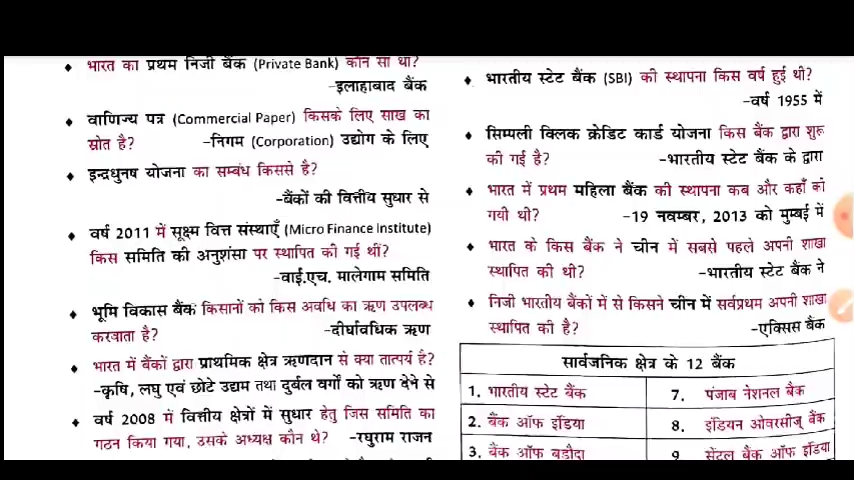 भारत का प्रथम निजी बैंक (Private Bank) कौन सा था?
-इलाहाबाद बैंक
वाणिज्य पत्र (Commercial Paper) किसके लिए साख का
स्रोत है? -निगम (Corporation) उद्योग के लिए
इन्द्रधुनष योजना का सम्बंध किससे है?
-बैंकों की वित्तीय सुधार से
वर्ष 2011 में सूक्ष्म वित्त संस्थाएँ (Micro Finance Institute)
किस समिति की अनुशंसा पर स्थापित की गई थीं?
-वाई.एच. मालेगाम समिति
भूमि विकास बैंक किसानों को किस अवधि का ऋण उपलब्ध
करवाता है? -दीर्घावधिक ऋण
भारत में बैंकों द्वारा प्राथमिक क्षेत्र ऋणदान से क्या तात्पर्य है?
-कृषि, लघु एवं छोटे उद्यम तथा दुर्बल वर्गों को ऋण देने से
वर्ष 2008 में वित्तीय क्षेत्रों में सुधार हेतु जिस समिति का
गठन किया गया, उसके अध्यक्ष कौन थे? -रघुराम राजन
भारतीय स्टेट बैंक (SBI) की स्थापना किस वर्ष हुई थी?
-वर्ष 1955 में
सिम्पली क्लिक क्रेडिट कार्ड योजना किस बैंक द्वारा शुरू
की गई है? -भारतीय स्टेट बैंक के द्वारा
भारत में प्रथम महिला बैंक की स्थापना कब और कहाँ की
गयी थी? -19 नवम्बर, 2013 को मुम्बई में
भारत के किस बैंक ने चीन में सबसे पहले अपनी शाखा
स्थापित की थी? -भारतीय स्टेट बैंक ने
निजी भारतीय बैंकों में से किसने चीन में सर्वप्रथम अपनी शाखा
स्थापित की है? -एक्सिस बैंक
सार्वजनिक क्षेत्र के 12 बैंक
1. भारतीय स्टेट बैंक 7. पंजाब नेशनल बैंक
2. बैंक ऑफ इंडिया 8. इंडियन ओवरसीज् बैंक
3. बैंक ऑफ बड़ौदा 9 सेंटल बैंक ऑफ इंडिया